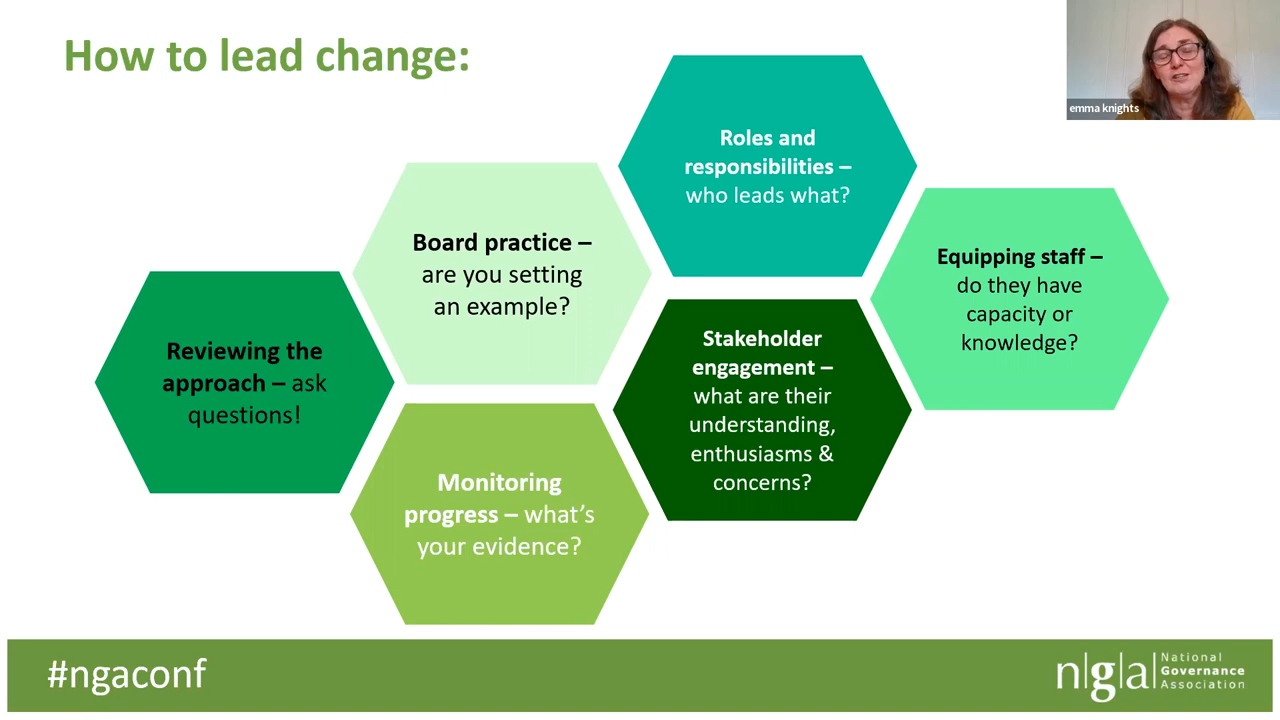 How to lead change:
emma knights
Roles and
responsibilities –
who leads what?
Board practice –
are you setting
an example?
Equipping staff –
do they have
capacity or
knowledge?
Reviewing the
approach – ask
questions!
Stakeholder
engagement –
what are their
understanding,
enthusiasms &
concerns?
Monitoring
progress – what's
your evidence?
#ngaconf
n|g|a|
National
Governance
Association